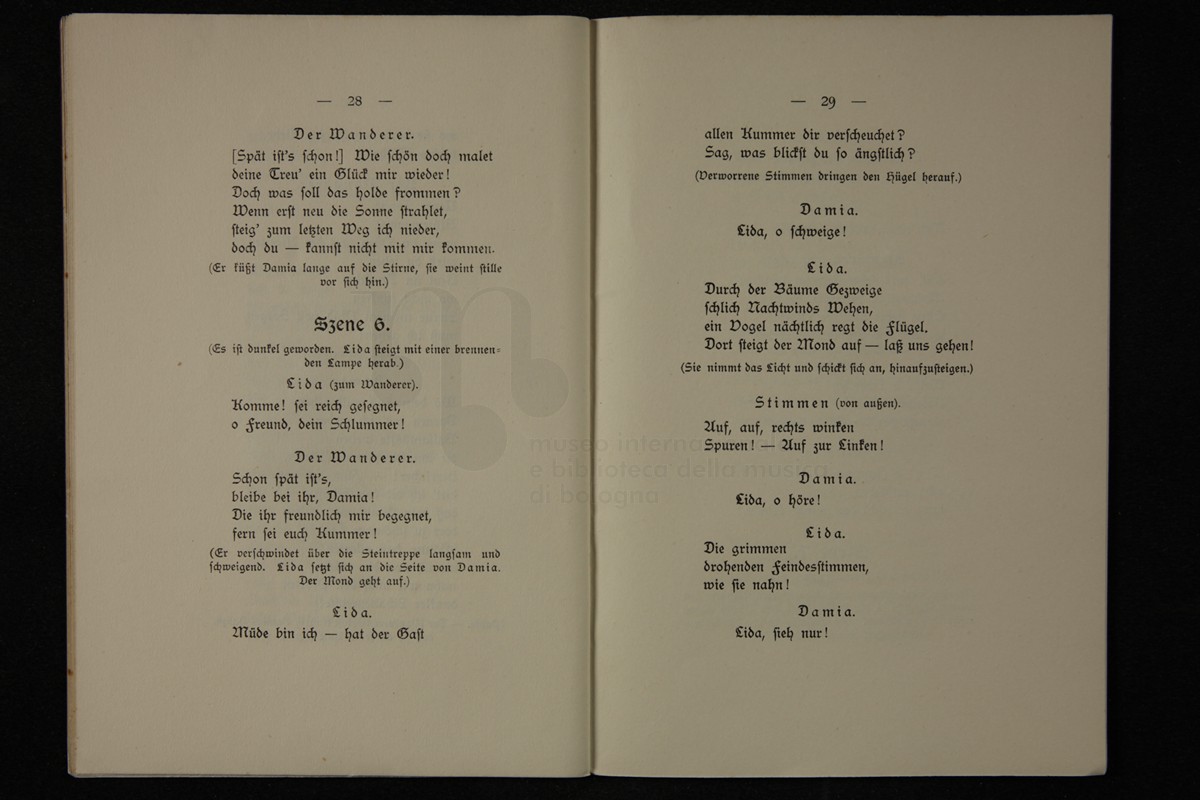 — 28 —
Der Wanderer.
[Spät ist's schon!] Wie schön doch malet
deine Treu' ein Glück mir wieder!
Doch was soll das holde frommen?
Wenn erst neu die Sonne strahlet,
steig' zum letzten Weg ich nieder,
doch du — kannst nicht mit mir kommen.
(Er küßt Damia lange auf die Stirne, sie weint stille
vor sich hin.)
Szene 6.
(Es ist dunkel geworden. Lida steigt mit einer brennen-
den Lampe herab.)
Lida (zum Wanderer).
Komme! sei reich gesegnet,
o Freund, dein Schlummer!
Der Wanderer.
Schon spät ist's,
bleibe bei ihr, Damia!
Die ihr freundlich mir begegnet,
fern sei euch Kummer!
(Er verschwindet über die Steintreppe langsam und
schweigend. Lida setzt sich an die Seite von Damia.
Der Mond geht auf.)
Lida.
Müde bin ich — hat der Gast
— 29 —
allen Kummer dir verscheuchet?
Sag, was blickst du so ängstlich?
(Verworrene Stimmen dringen den Hügel herauf.)
Damia.
Lida, o schweige!
Lida.
Durch der Bäume Gezweige
schlich Nachtwinds Wehen,
ein Vogel nächtlich regt die Flügel.
Dort steigt der Mond auf — laß uns gehen!
(Sie nimmt das Licht und schickt sich an, hinaufzusteigen.)
Stimmen (von außen).
Auf, auf, rechts winken
Spuren! — Auf zur Linken!
Damia.
Lida, o höre!
Lida.
Die grimmen
drohenden Feindesstimmen,
wie sie nahn!
Damia.
Lida, sieh nur!
museo internazionale
e biblioteca della musica
di bologna